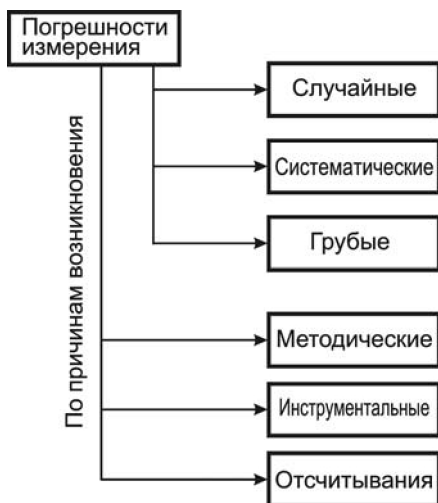 Погрешности
измерения
Случайные
Систематические
Грубые
По причинам возникновения
Методические
Инструментальные
Отсчитывания